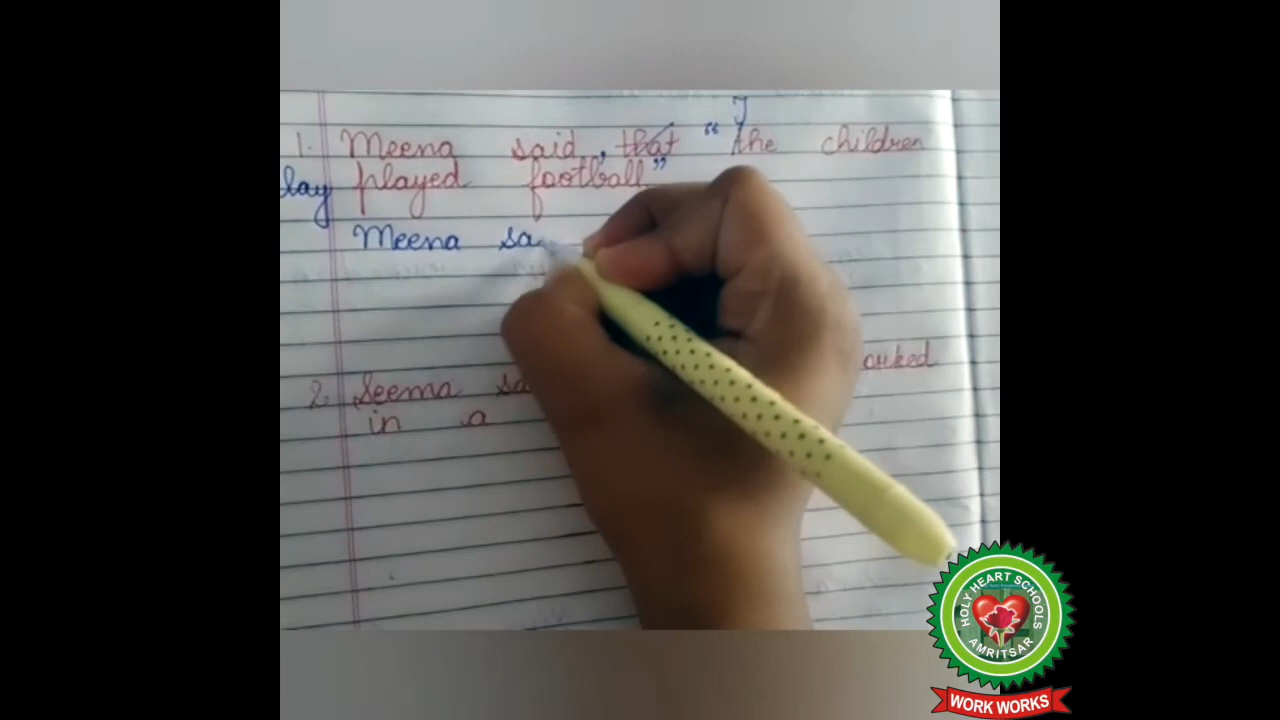 T
1. Meena said, that “the children
lay played football”
Meena sa
2. Seema sa
orked
in a
HOLY HEART SCHOOLS
AMRITSAR
WORK WORKS